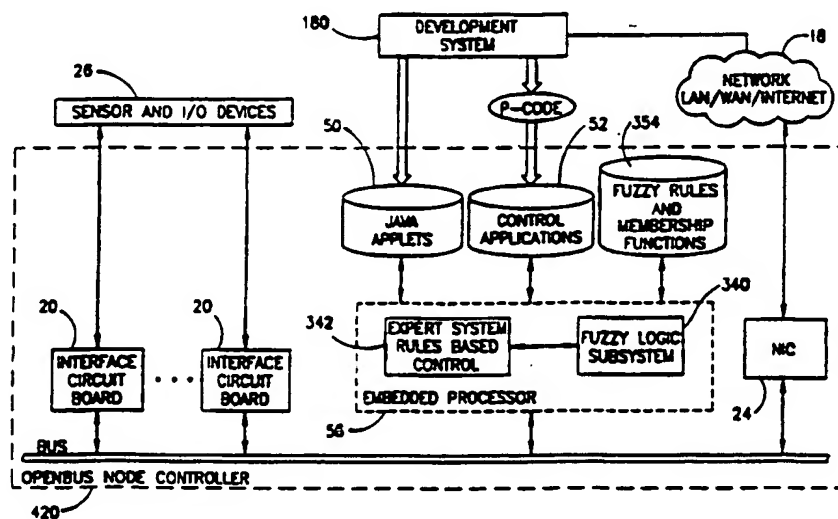 180
DEVELOPMENT
SYSTEM
18
NETWORK
LAN/WAN/INTERNET
26
SENSOR AND I/O DEVICES
P-CODE
50
52
354
JAVA
APPLETS
CONTROL
APPLICATIONS
FUZZY RULES
AND
MEMBERSHIP
FUNCTIONS
20
20
342
340
INTERFACE
CIRCUIT
BOARD
...
INTERFACE
CIRCUIT
BOARD
EXPERT SYSTEM
RULES BASED
CONTROL
FUZZY LOGIC
SUBSYSTEM
NIC
EMBEDDED PROCESSOR
56
24
BUS
OPENBUS NODE CONTROLLER
420